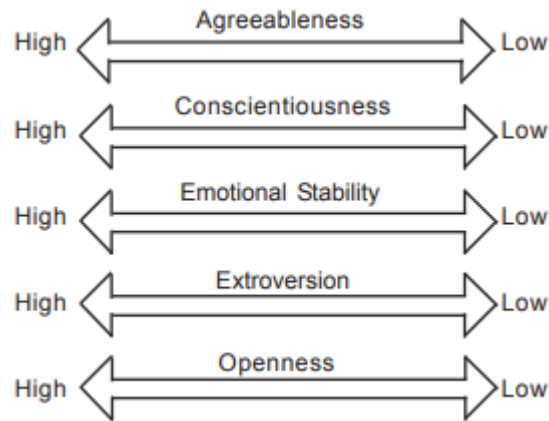 Agreeableness
High Low
Conscientiousness
High Low
Emotional Stability
High Low
Extroversion
High Low
Openness
High Low